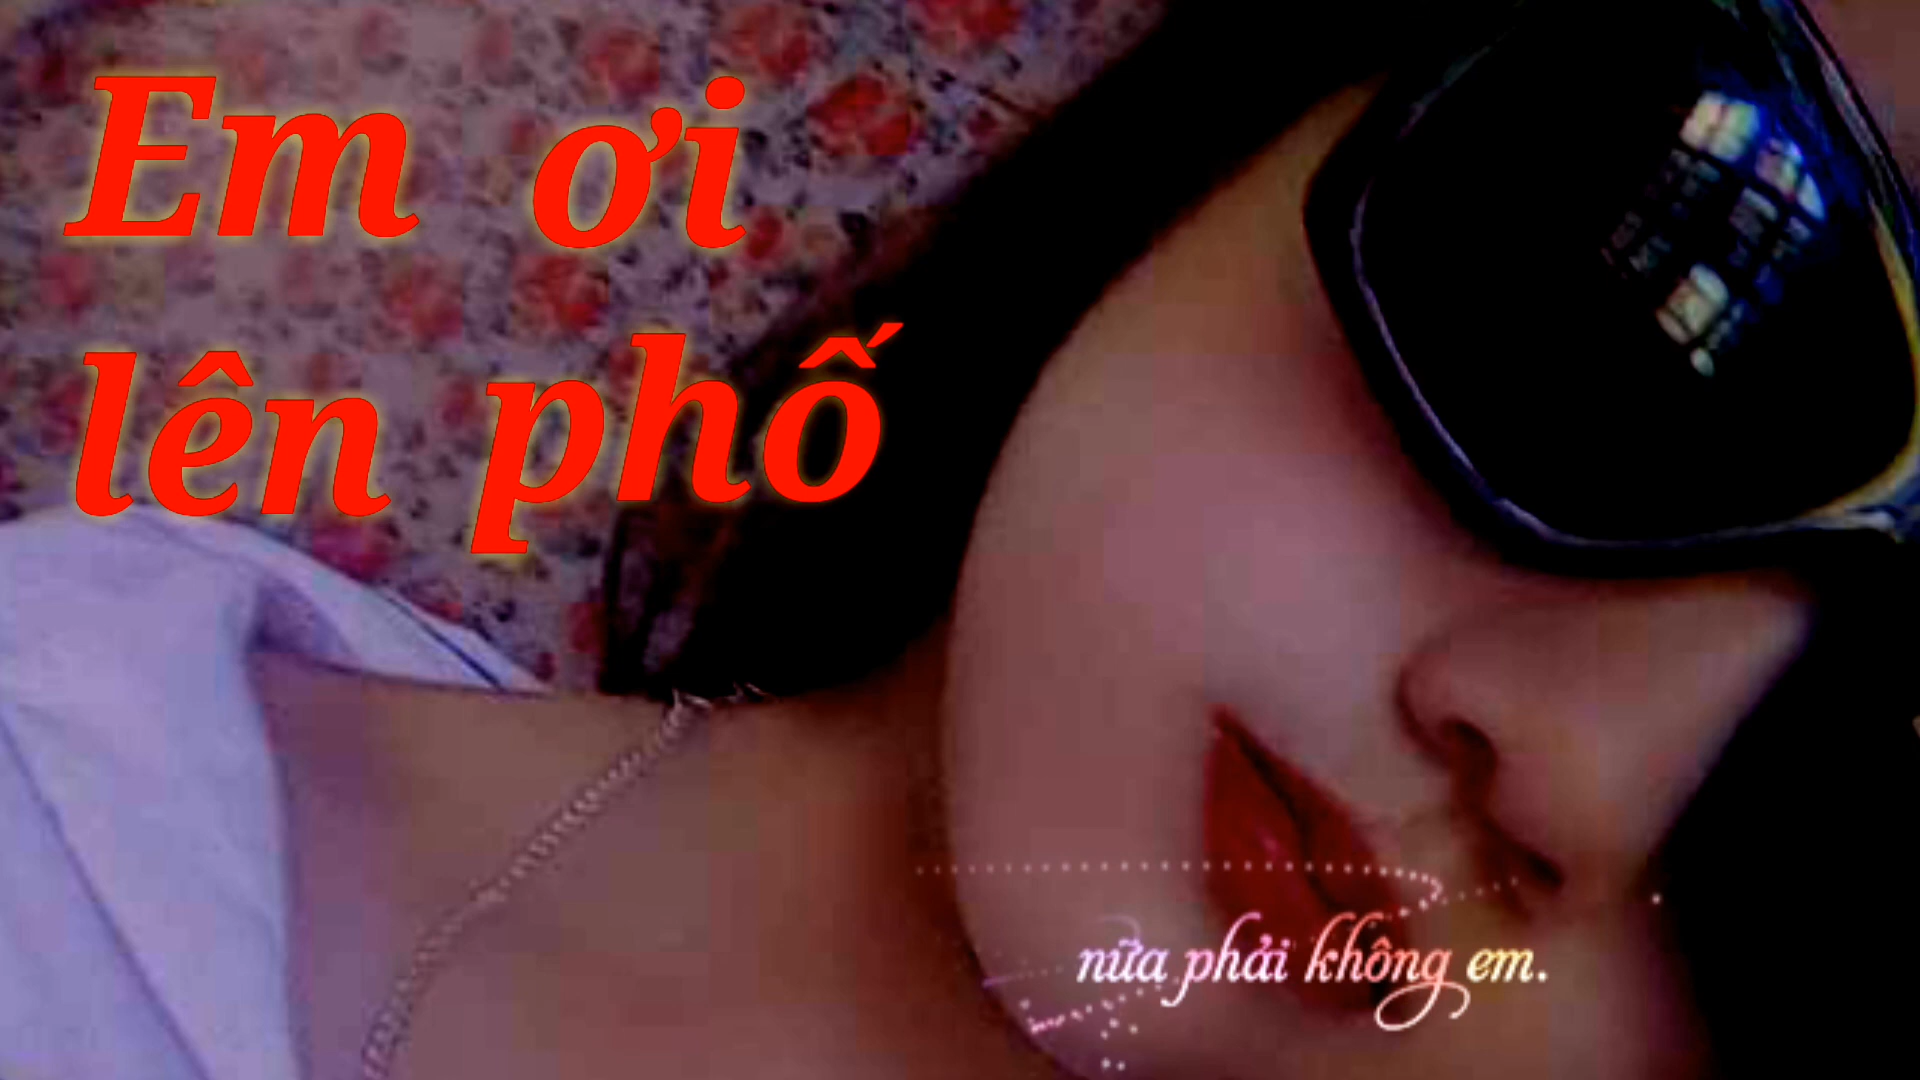 Em ơi
lên phố
nữa phải không em.